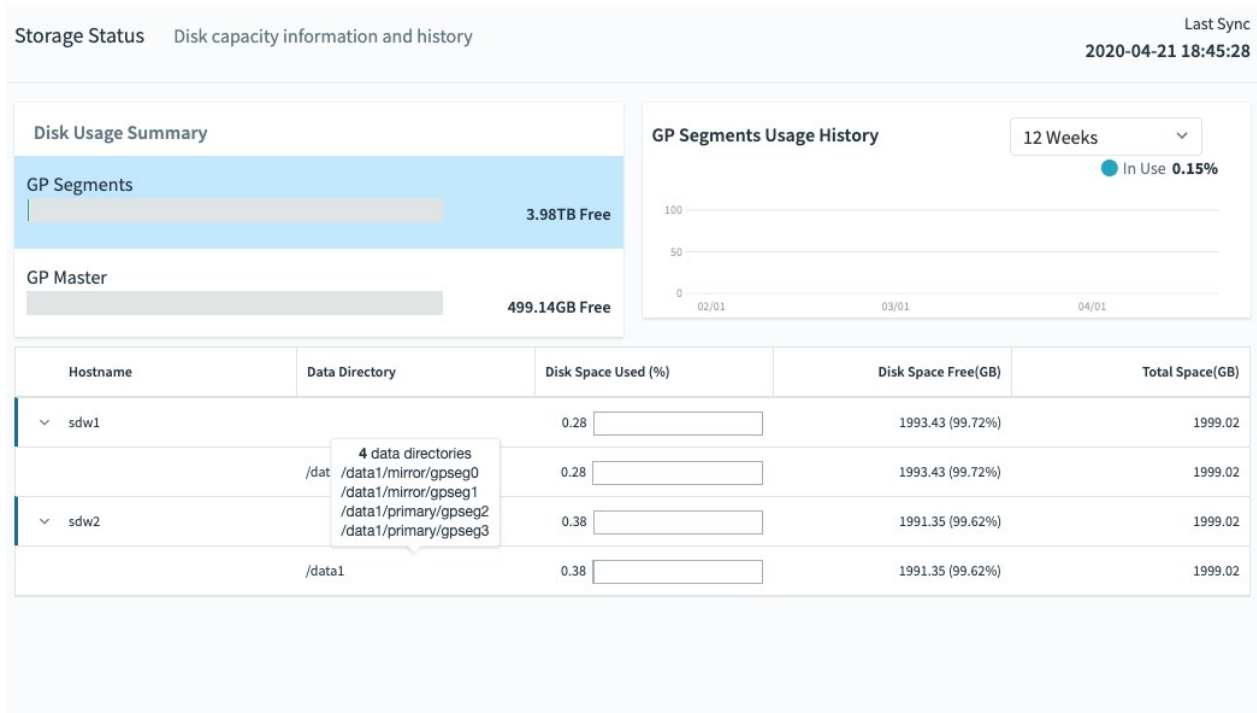 Storage Status Disk capacity information and history
Last Sync
2020-04-21 18:45:28
Disk Usage Summary
GP Segments
3.98TB Free
GP Master
499.14GB Free
GP Segments Usage History
12 Weeks
In Use 0.15%
100
50
0
02/01 03/01 04/01
Hostname Data Directory Disk Space Used (%) Disk Space Free(GB) Total Space(GB)
sdw1 0.28 1993.43 (99.72%) 1999.02
/dat 0.28 1993.43 (99.72%) 1999.02
4 data directories
/data1/mirror/gpseg0
/data1/mirror/gpseg1
/data1/primary/gpseg2
/data1/primary/gpseg3
sdw2 0.38 1991.35 (99.62%) 1999.02
/data1 0.38 1991.35 (99.62%) 1999.02